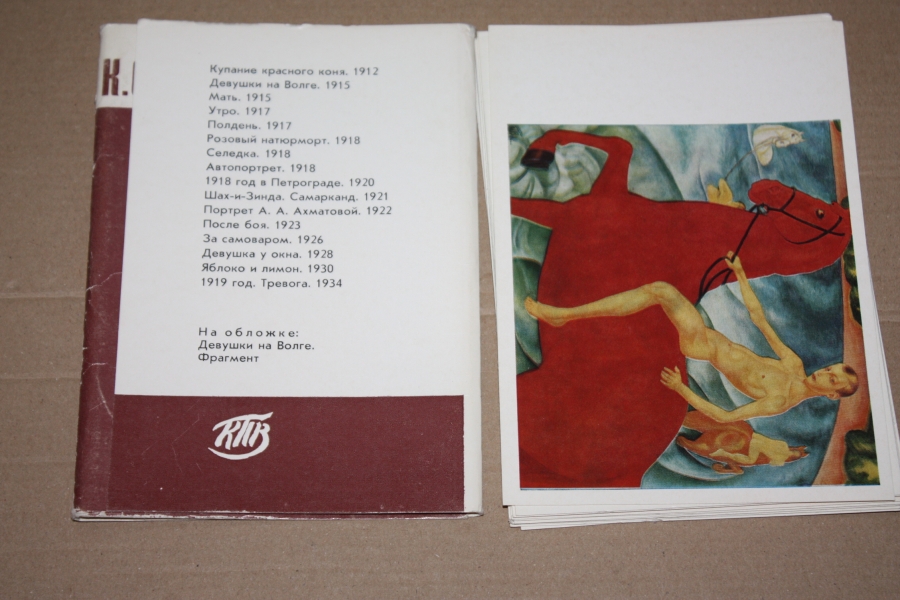 К.
Купание красного коня. 1912
Девушки на Волге. 1915
Мать. 1915
Утро. 1917
Полдень. 1917
Розовый натюрморт. 1918
Селедка. 1918
Автопортрет. 1918
1918 год в Петрограде. 1920
Шах-и-Зинда. Самарканд. 1921
Портрет А. А. Ахматовой. 1922
После боя. 1923
За самоваром. 1926
Девушка у окна. 1928
Яблоко и лимон. 1930
1919 год. Тревога. 1934
На обложке:
Девушки на Волге.
Фрагмент
КПВ